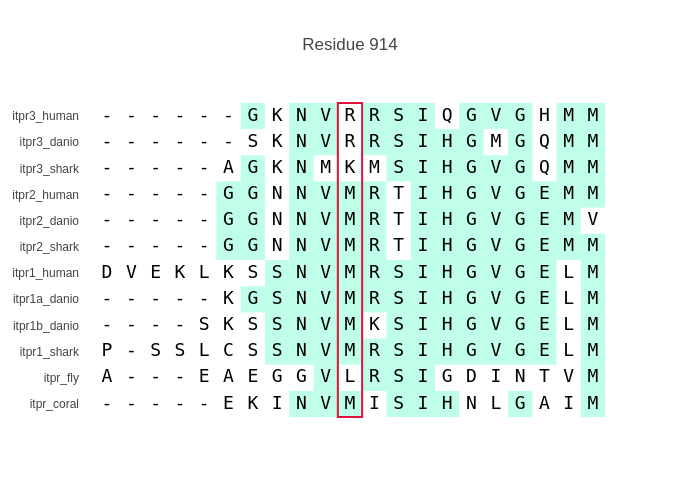 Residue 914
itpr3_human - - - - - - G K N V R R S I Q G V G H M M
itpr3_danio - - - - - - S K N V R R S I H G M G Q M M
itpr3_shark - - - - - A G K N M K M S I H G V G Q M M
itpr2_human - - - - - G G N N V M R T I H G V G E M M
itpr2_danio - - - - - G G N N V M R T I H G V G E M V
itpr2_shark - - - - - G G N N V M R T I H G V G E M M
itpr1_human D V E K L K S S N V M R S I H G V G E L M
itpr1a_danio - - - - - K G S N V M R S I H G V G E L M
itpr1b_danio - - - - S K S S N V M K S I H G V G E L M
itpr1_shark P - S S L C S S N V M R S I H G V G E L M
itpr_fly A - - - E A E G G V L R S I G D I N T V M
itpr_coral - - - - - E K I N V M I S I H N L G A I M